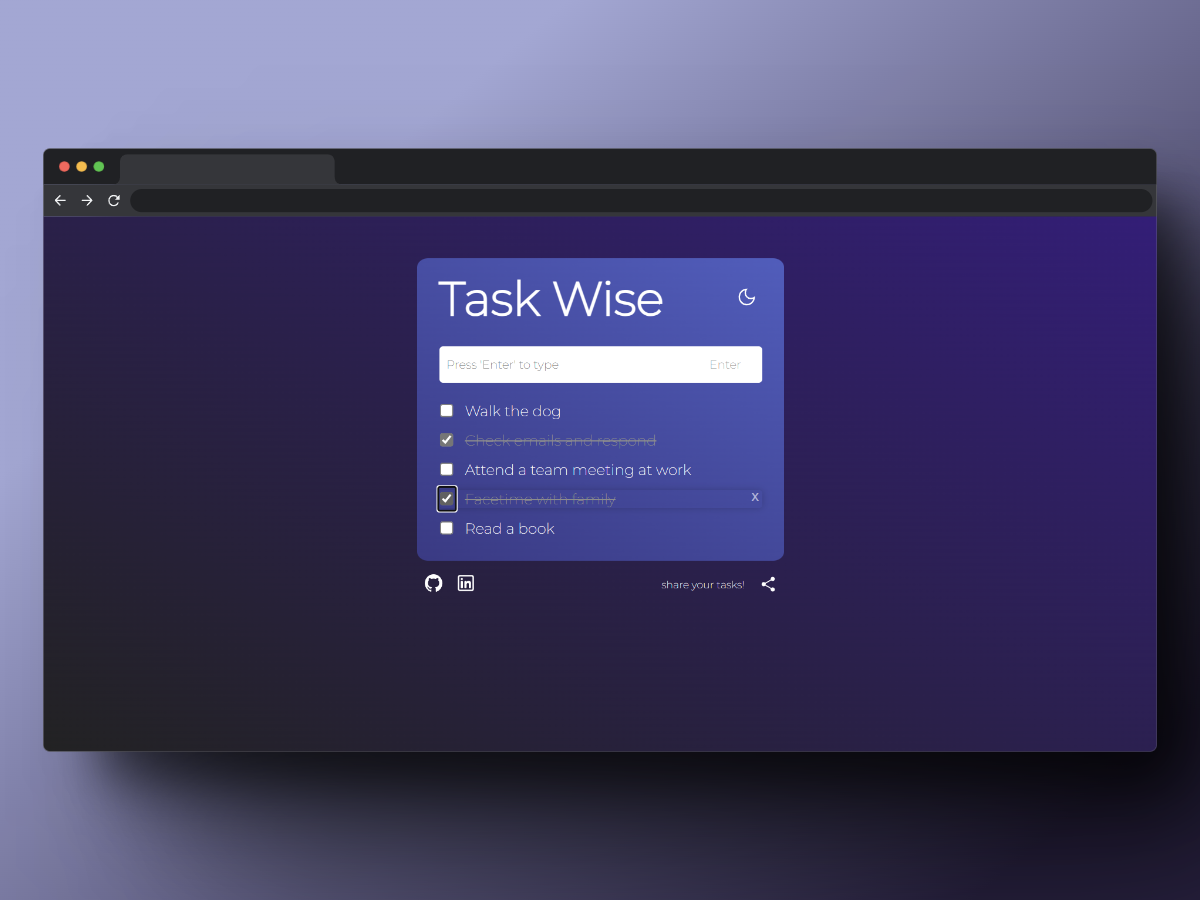 Task Wise
Press 'Enter' to type Enter
Walk the dog
Check emails and respond
Attend a team meeting at work
Facetime with family X
Read a book
in share your tasks!